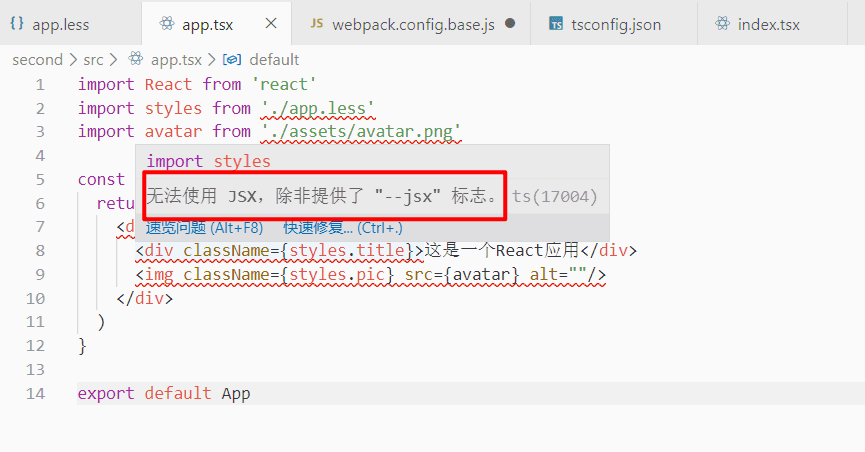 {} app.less
app.tsx ×
JS webpack.config.base.js ●
TS tsconfig.json
index.tsx
second > src > app.tsx > default
1 import React from 'react'
2 import styles from './app.less'
3 import avatar from './assets/avatar.png'
4
import styles
5 const
无法使用 JSX，除非提供了 "--jsx" 标志。 ts(17004)
6 retu
速览问题 (Alt+F8) 快速修复... (Ctrl+.)
7 <d
8 <div className={styles.title}>这是一个React应用</div>
9 <img className={styles.pic} src={avatar} alt=""/>
10 </div>
11 )
12 }
13
14 export default App